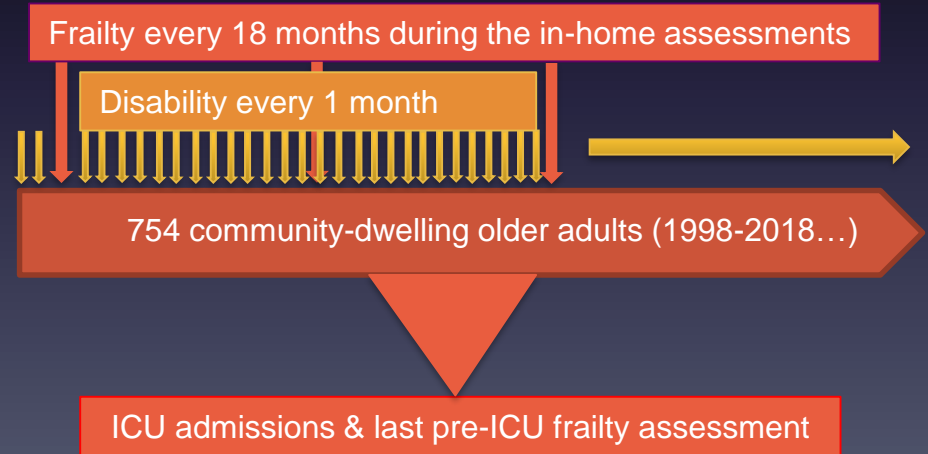 Frailty every 18 months during the in-home assessments
Disability every 1 month
754 community-dwelling older adults (1998-2018…)
ICU admissions & last pre-ICU frailty assessment